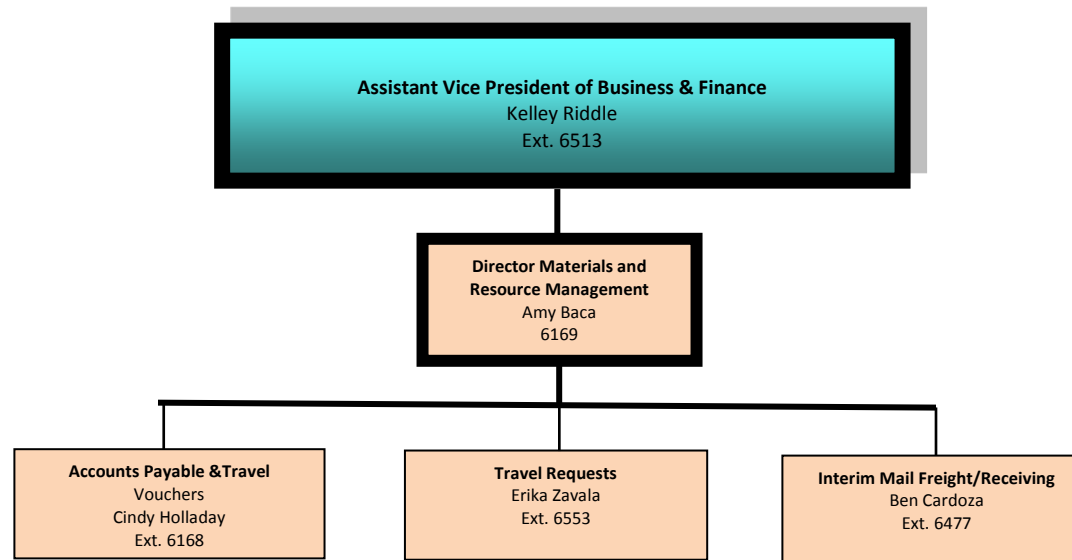 Assistant Vice President of Business & Finance
Kelley Riddle
Ext. 6513
Director Materials and
Resource Management
Amy Baca
6169
Accounts Payable &Travel
Vouchers
Cindy Holladay
Ext. 6168
Travel Requests
Erika Zavala
Ext. 6553
Interim Mail Freight/Receiving
Ben Cardoza
Ext. 6477